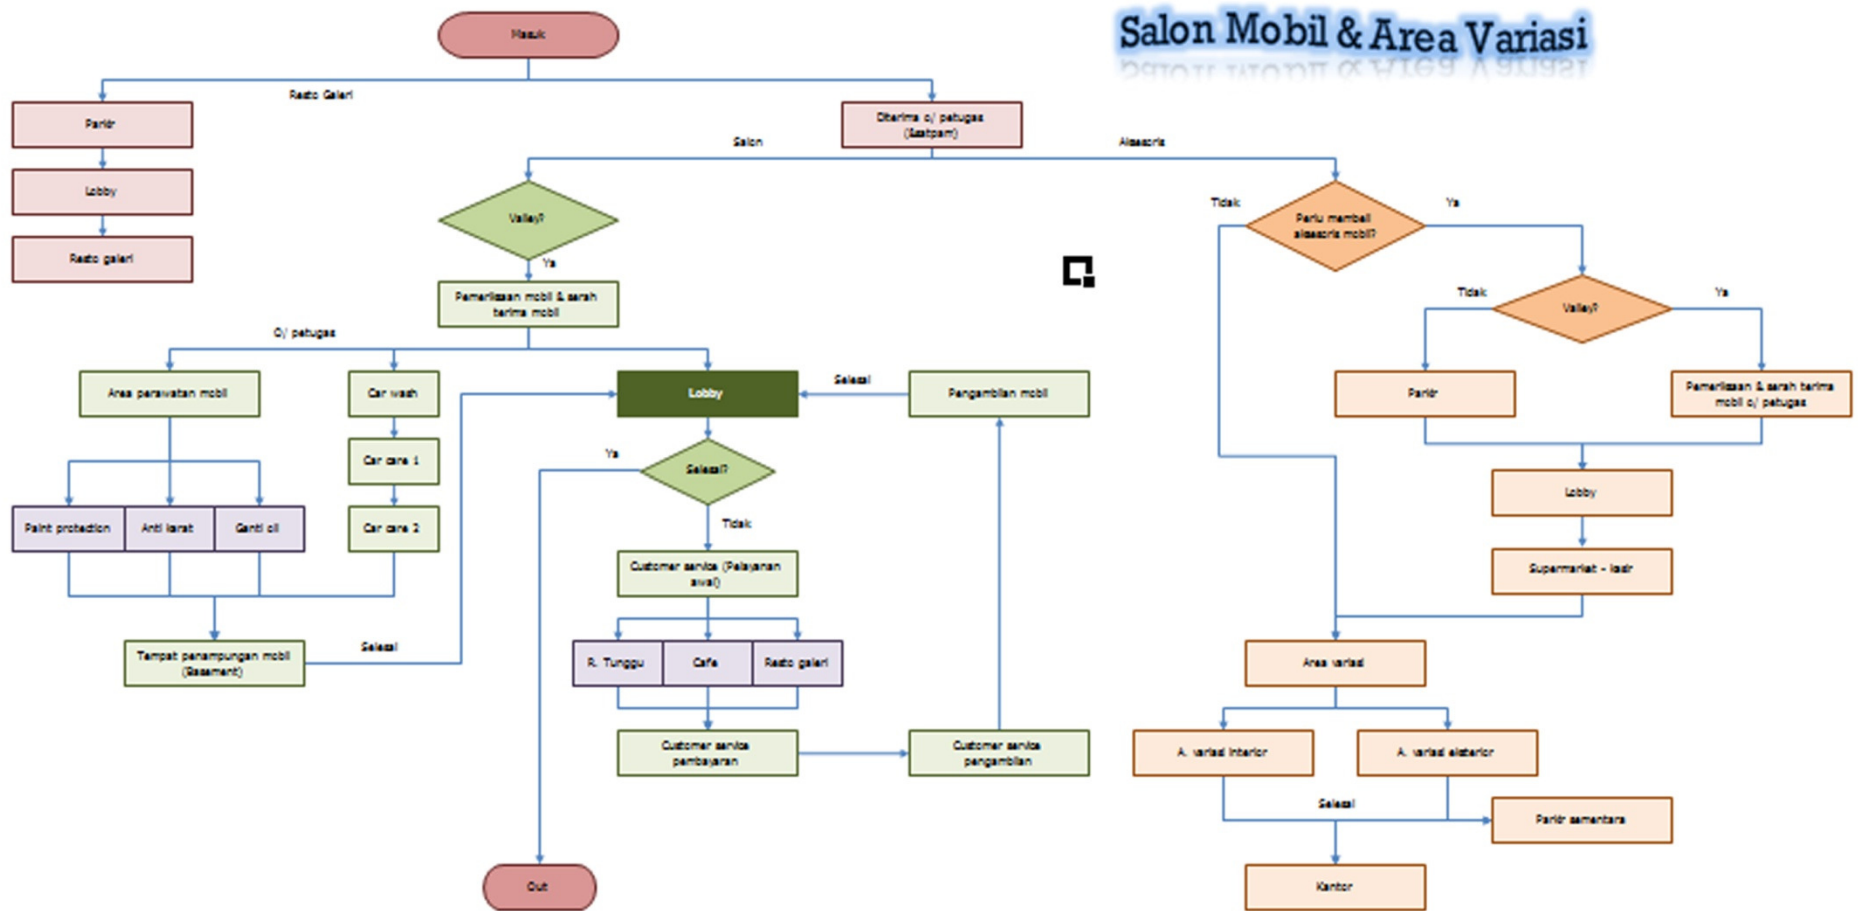 Salon Mobil & Area Variasi
Masuk
Resto Galeri
Parkir
Diterima o/ petugas
(&satpam)
Salon
Aksesoris
Lobby
Valley?
Tidak
Perlu membeli
aksesoris mobil?
Ya
Resto galeri
Ya
Pemeriksaan mobil & serah
terima mobil
Tidak
Valley?
Ya
O/ petugas
Area perawatan mobil
Car wash
Lobby
Selesai
Pengambilan mobil
Parkir
Pemeriksaan & serah terima
mobil o/ petugas
Car care 1
Ya
Selesai?
Lobby
Paint protection
Anti karat
Ganti oli
Car care 2
Tidak
Customer service (Pelayanan
awal)
Supermarket - kasir
Tempat penampungan mobil
(Basement)
Selesai
R. Tunggu
Cafe
Resto galeri
Area variasi
Customer service
pembayaran
Customer service
pengambilan
A. variasi interior
A. variasi eksterior
Selesai
Parkir sementara
Out
Kantor